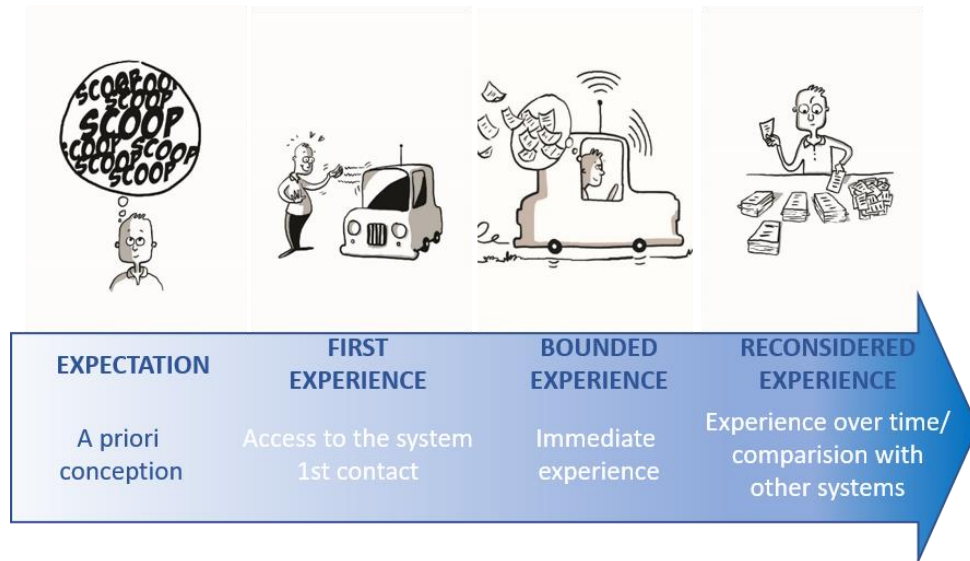 SCOOPOOP
SCOOP
SCOOP
SCOOP SCOOP
SCOOP
SCOOP
EXPECTATION
A priori
conception
FIRST
EXPERIENCE
Access to the system
1st contact
BOUNDED
EXPERIENCE
Immediate
experience
RECONSIDERED
EXPERIENCE
Experience over time/
comparision with
other systems